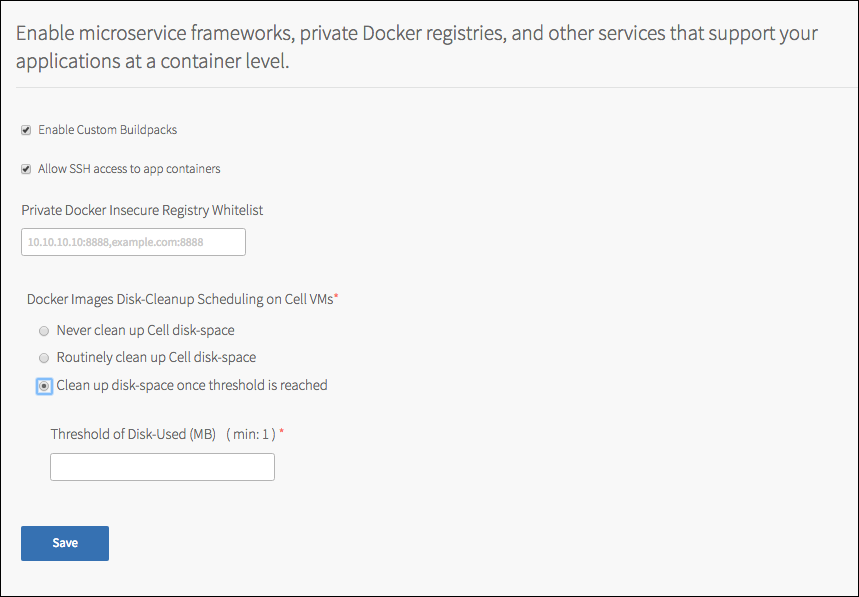 Enable microservice frameworks, private Docker registries, and other services that support your
applications at a container level.
Enable Custom Buildpacks
Allow SSH access to app containers
Private Docker Insecure Registry Whitelist
10.10.10.10:8888,example.com:8888
Docker Images Disk-Cleanup Scheduling on Cell VMs*
Never clean up Cell disk-space
Routinely clean up Cell disk-space
Clean up disk-space once threshold is reached
Threshold of Disk-Used (MB) ( min: 1 ) *
Save